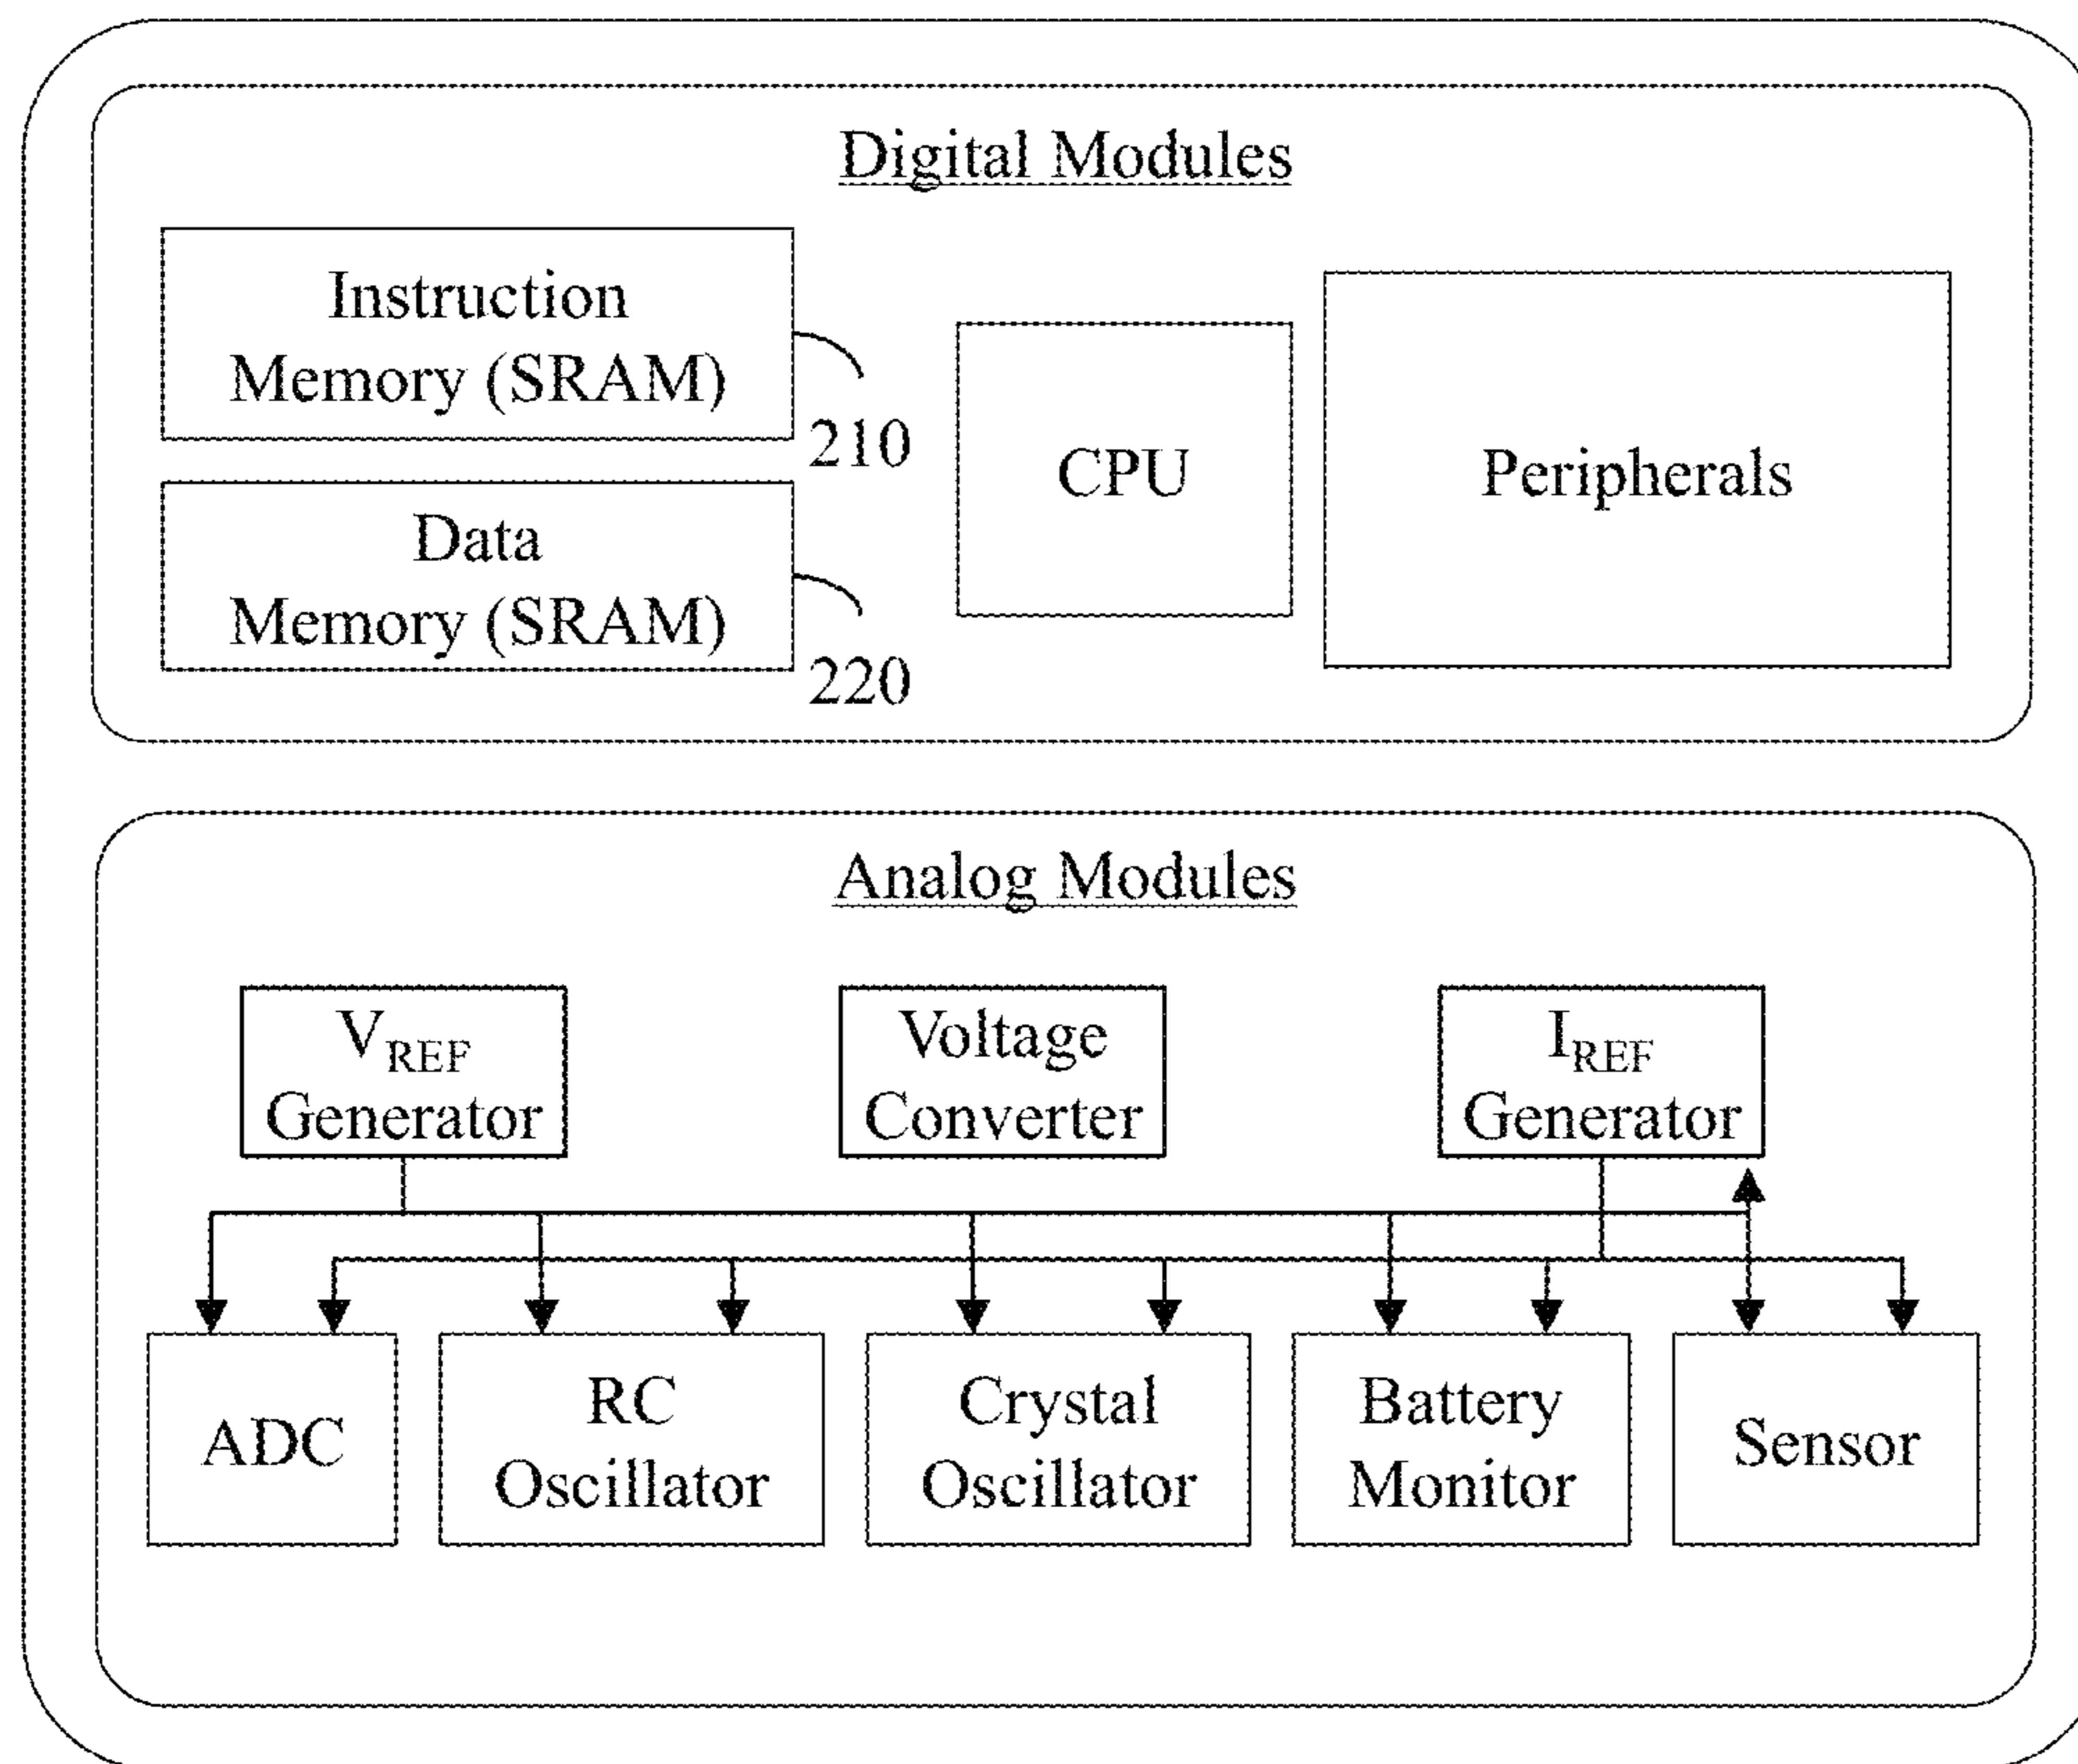 Digital Modules
Instruction
Memory (SRAM)
210
Data
Memory (SRAM)
220
CPU
Peripherals
Analog Modules
VREF
Generator
Voltage
Converter
IREF
Generator
ADC
RC
Oscillator
Crystal
Oscillator
Battery
Monitor
Sensor